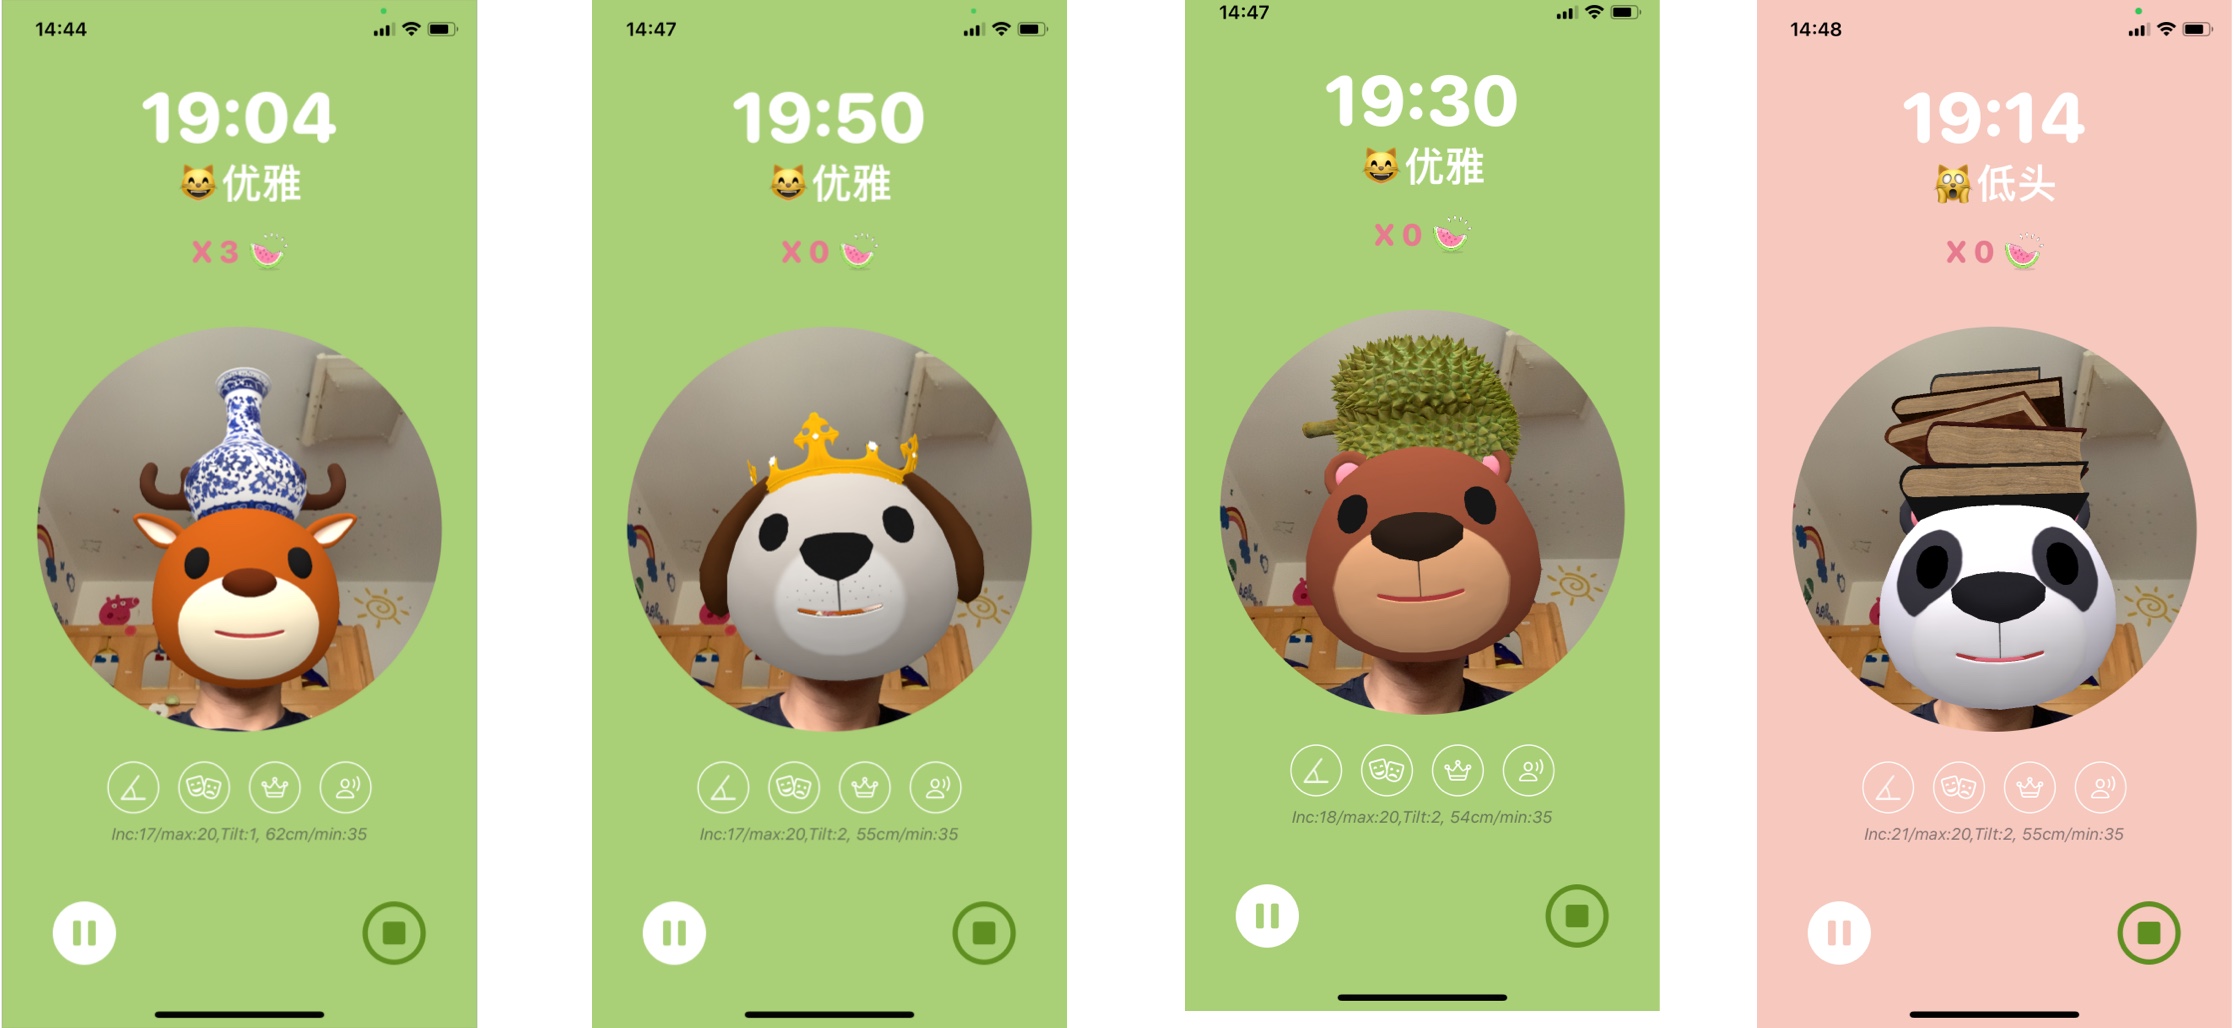 14:44
19:04
优雅
X 3
Inc:17/max:20,Tilt:1, 62cm/min:35
14:47
19:50
优雅
X 0
Inc:17/max:20,Tilt:2, 55cm/min:35
14:47
19:30
优雅
X 0
Inc:18/max:20,Tilt:2, 54cm/min:35
14:48
19:14
低头
X 0
Inc:21/max:20,Tilt:2, 55cm/min:35